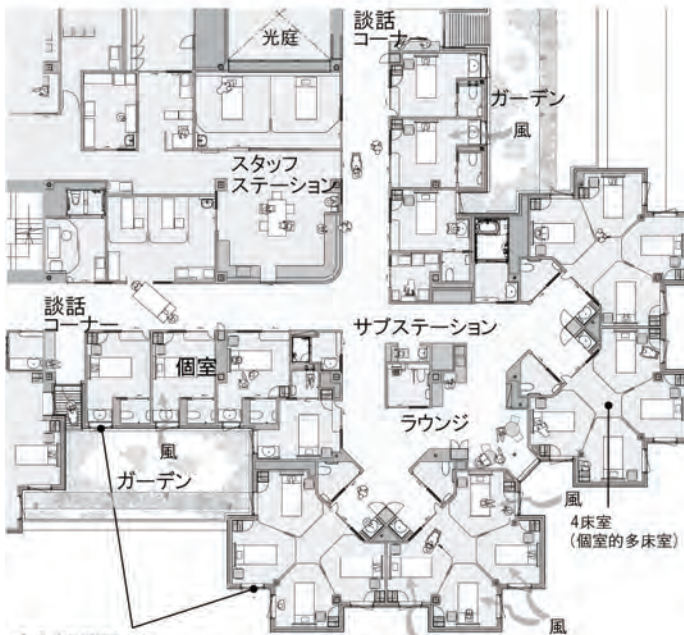 談話
コーナー
光庭
ガーデン
風
スタッフ
ステーション
談話
コーナー
サブステーション
個室
ラウンジ
風
ガーデン
風
4床室
(個室的多床室)
風